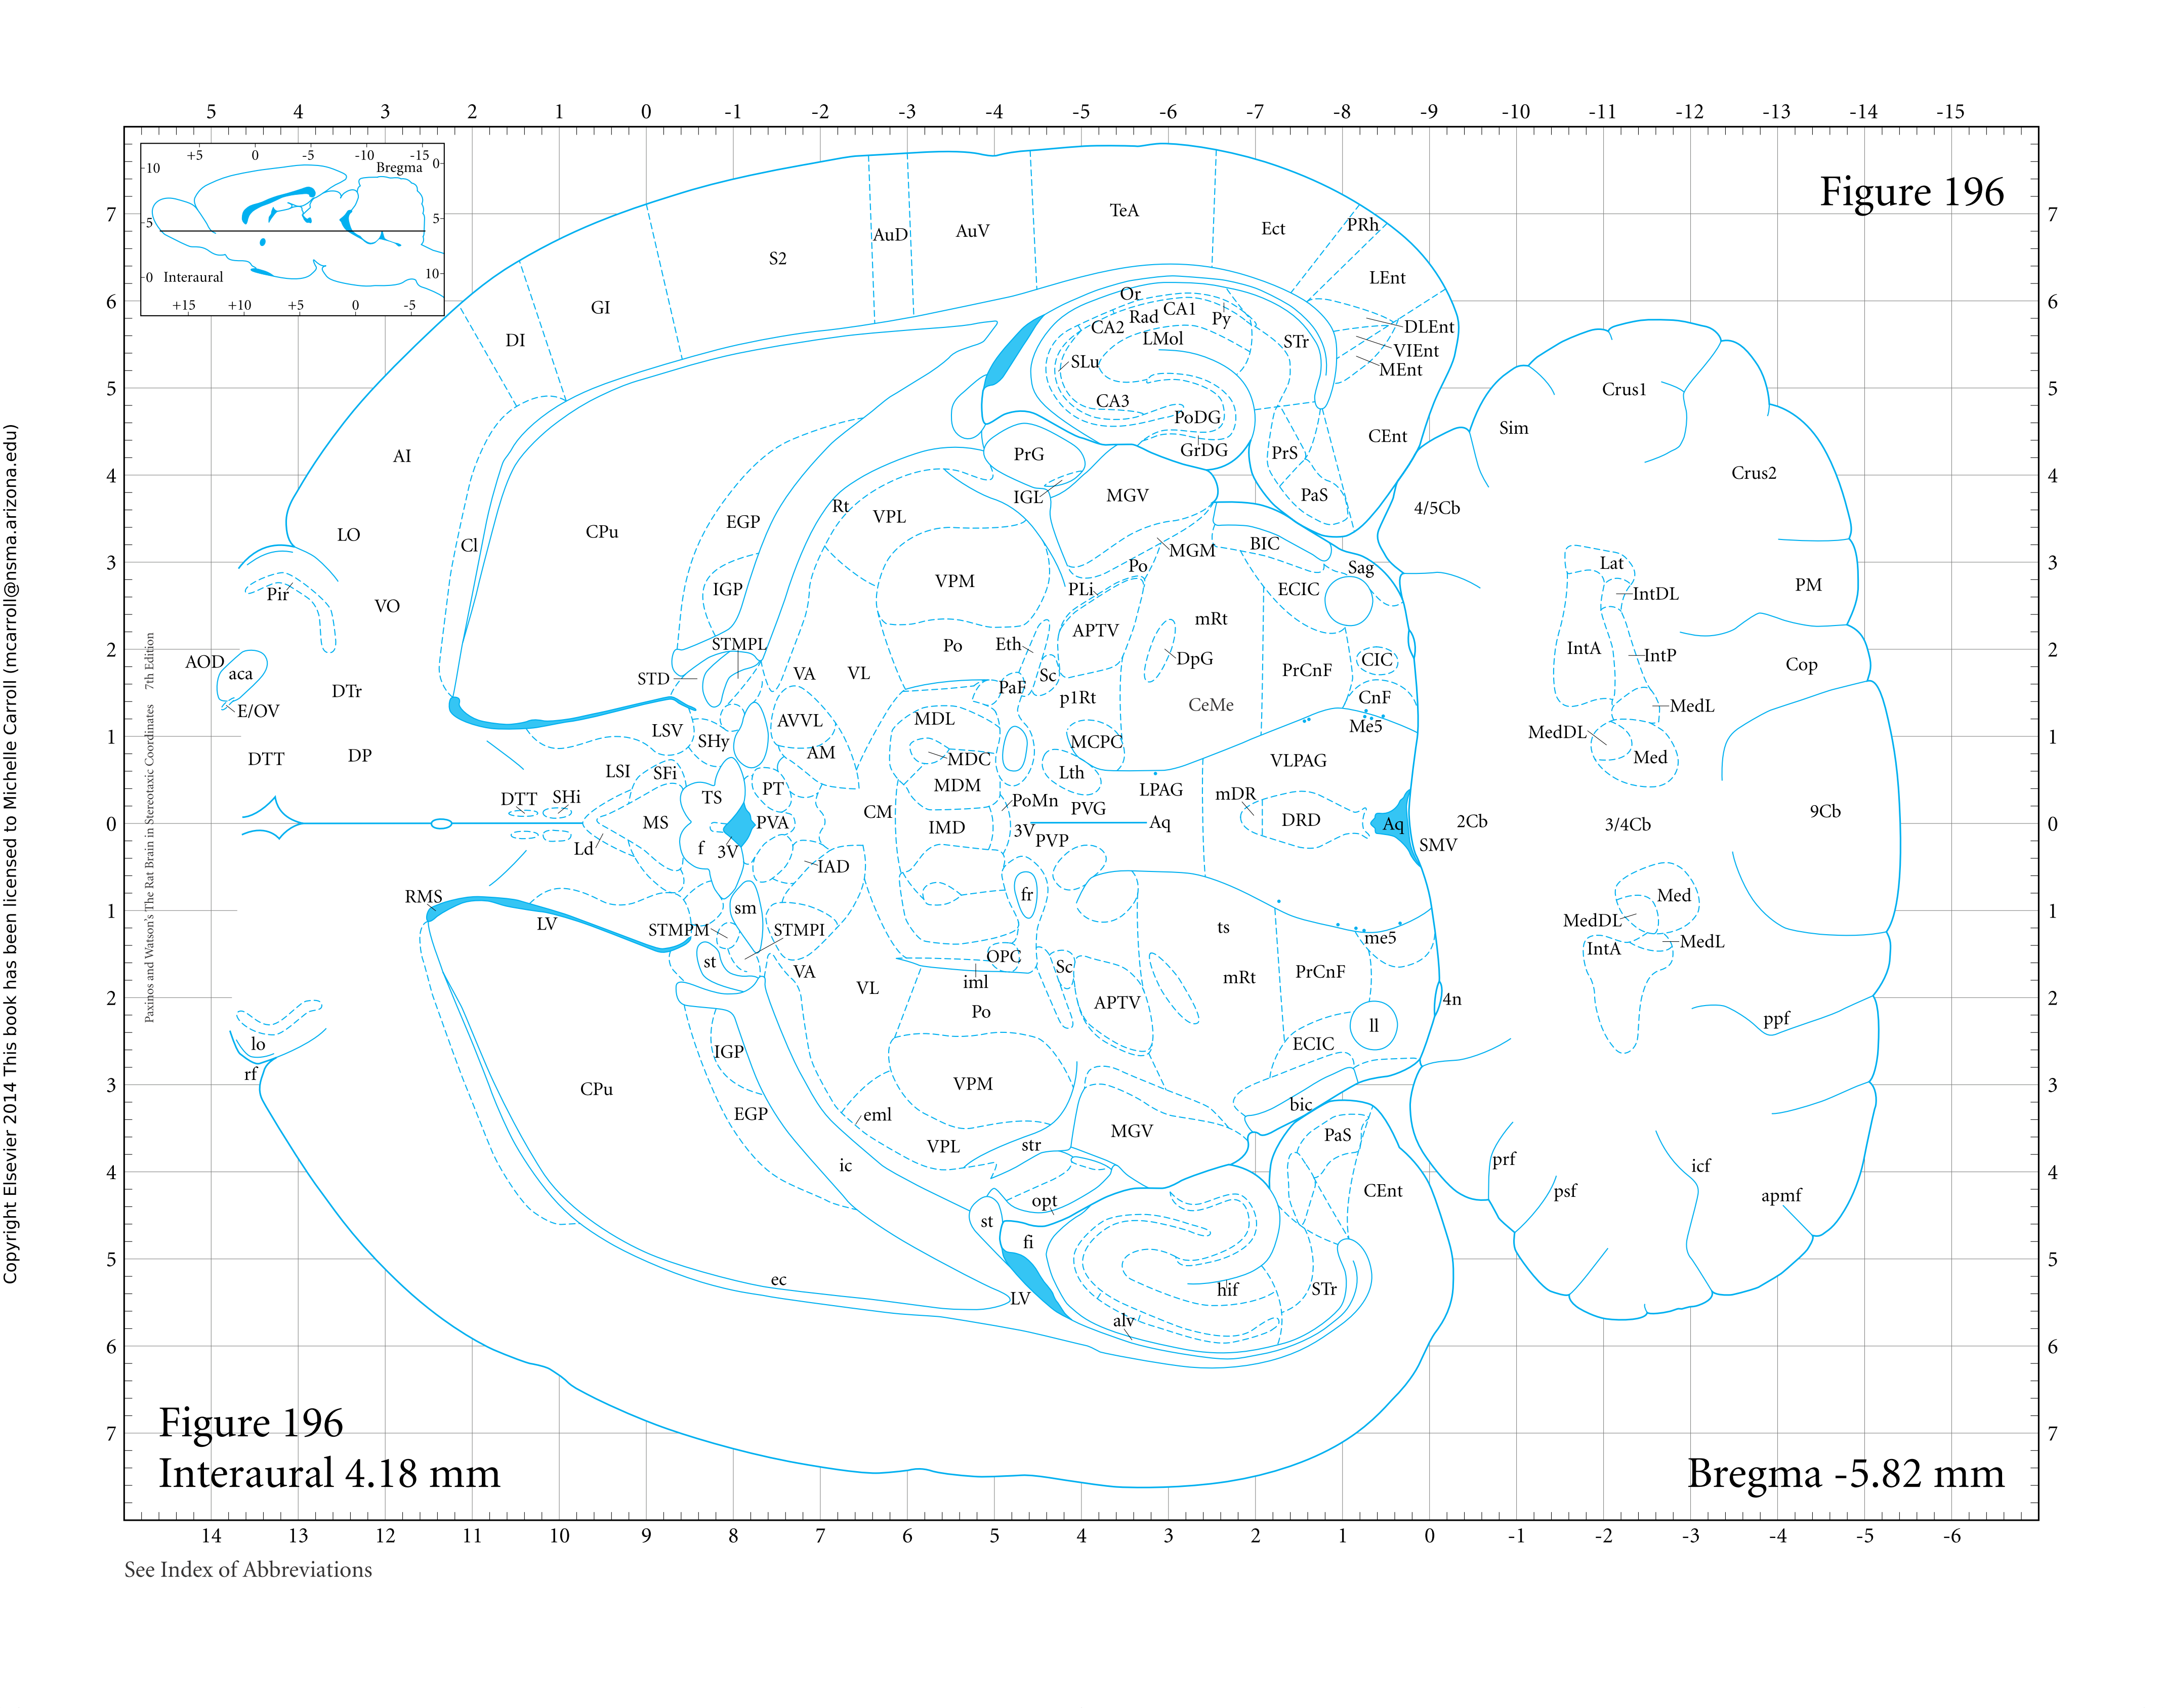 Copyright Elsevier 2014 This book has been licensed to Michelle Carroll (mcarroll@nsma.arizona.edu)
Paxinos and Watson's The Rat Brain in Stereotaxic Coordinates 7th Edition
5 4 3 2 1 0 -1 -2 -3 -4 -5 -6 -7 -8 -9 -10 -11 -12 -13 -14 -15
+5 0 -5 -10 -15
10 Bregma 0
-5 5
0 Interaural 10
+15 +10 +5 0 -5
Figure 196
7 7
TeA
PRh
AuD AuV Ect
S2
LEnt
6 6
GI
Or
CA1
Rad Py
CA2 DLEnt
DI LMol STr
VIEnt
SLu MEnt
5 Crus1 5
CA3
PoDG
Sim
CEnt
GrDG
AI PrG PrS
4 Crus2 4
IGL MGV PaS
Rt 4/5Cb
VPL
EGP
LO CPu
Cl BIC
MGM
3 Lat 3
Po Sag
VPM PM
IGP PLi ECIC
Pir IntDL
VO
mRt
APTV
STMPL Po Eth IntA
2 IntP 2
AOD DpG CIC Cop
aca STD VA VL Sc PrCnF
DTr PaF p1Rt CnF
E/OV CeMe MedL
MDL AVVL
LSV SHy Me5 MedDL
1 MCPC 1
DTT DP AM MDC VLPAG Med
LSI SFi Lth
PT MDM
DTT SHi TS LPAG mDR
PoMn
PVG
CM
0 MS PVA IMD 3V Aq DRD Aq 2Cb 3/4Cb 9Cb 0
PVP
Ld f 3V SMV
IAD
RMS fr Med
sm
1 LV MedDL 1
STMPM STMPI ts me5
MedL
OPC IntA
st VA Sc
iml mRt PrCnF
VL
2 APTV 4n 2
Po ppf
ll
lo IGP ECIC
rf
3 CPu VPM 3
bic
EGP eml
MGV PaS
VPL str
ic prf icf
4 4
CEnt psf apmf
opt
st
fi
5 5
ec
hif STr
LV
alv
6 6
7 7
Figure 196
Interaural 4.18 mm
Bregma -5.82 mm
14 13 12 11 10 9 8 7 6 5 4 3 2 1 0 -1 -2 -3 -4 -5 -6
See Index of Abbreviations